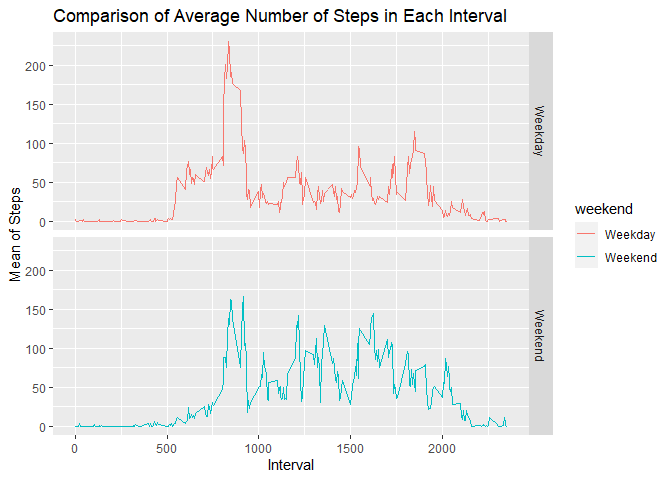 Comparison of Average Number of Steps in Each Interval
Mean of Steps
200
150
100
50
0
Weekday
200
150
100
50
0
Weekend
0
500
1000
1500
2000
Interval
weekend
Weekday
Weekend